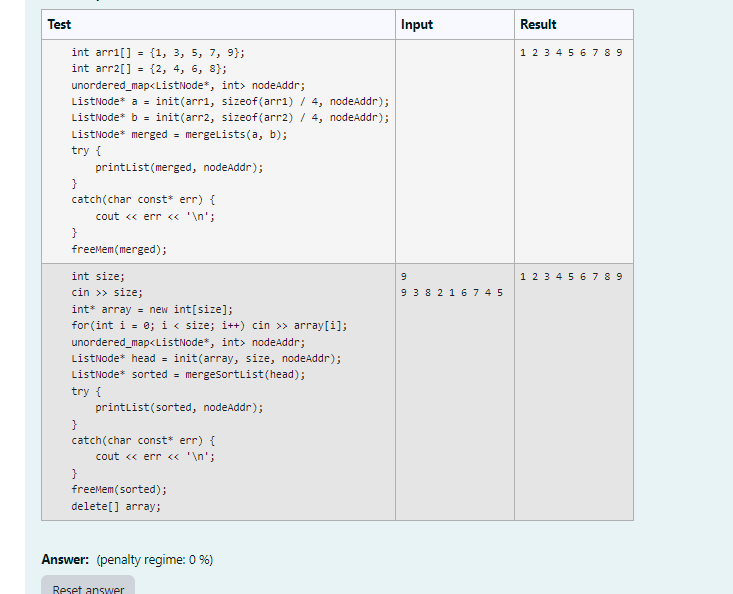 Test Input Result
int arr1[] = {1, 3, 5, 7, 9};
int arr2[] = {2, 4, 6, 8};
unordered_map<ListNode*, int> nodeAddr;
ListNode* a = init(arr1, sizeof(arr1) / 4, nodeAddr);
ListNode* b = init(arr2, sizeof(arr2) / 4, nodeAddr);
ListNode* merged = mergeLists(a, b);
try {
    printList(merged, nodeAddr);
}
catch(char const* err) {
    cout << err << '\n';
}
freeMem(merged);
1 2 3 4 5 6 7 8 9
int size;
cin >> size;
int* array = new int[size];
for(int i = 0; i < size; i++) cin >> array[i];
unordered_map<ListNode*, int> nodeAddr;
ListNode* head = init(array, size, nodeAddr);
ListNode* sorted = mergeSortList(head);
try {
    printList(sorted, nodeAddr);
}
catch(char const* err) {
    cout << err << '\n';
}
freeMem(sorted);
delete[] array;
9
9 3 8 2 1 6 7 4 5
1 2 3 4 5 6 7 8 9
Answer: (penalty regime: 0 %)
Reset answer